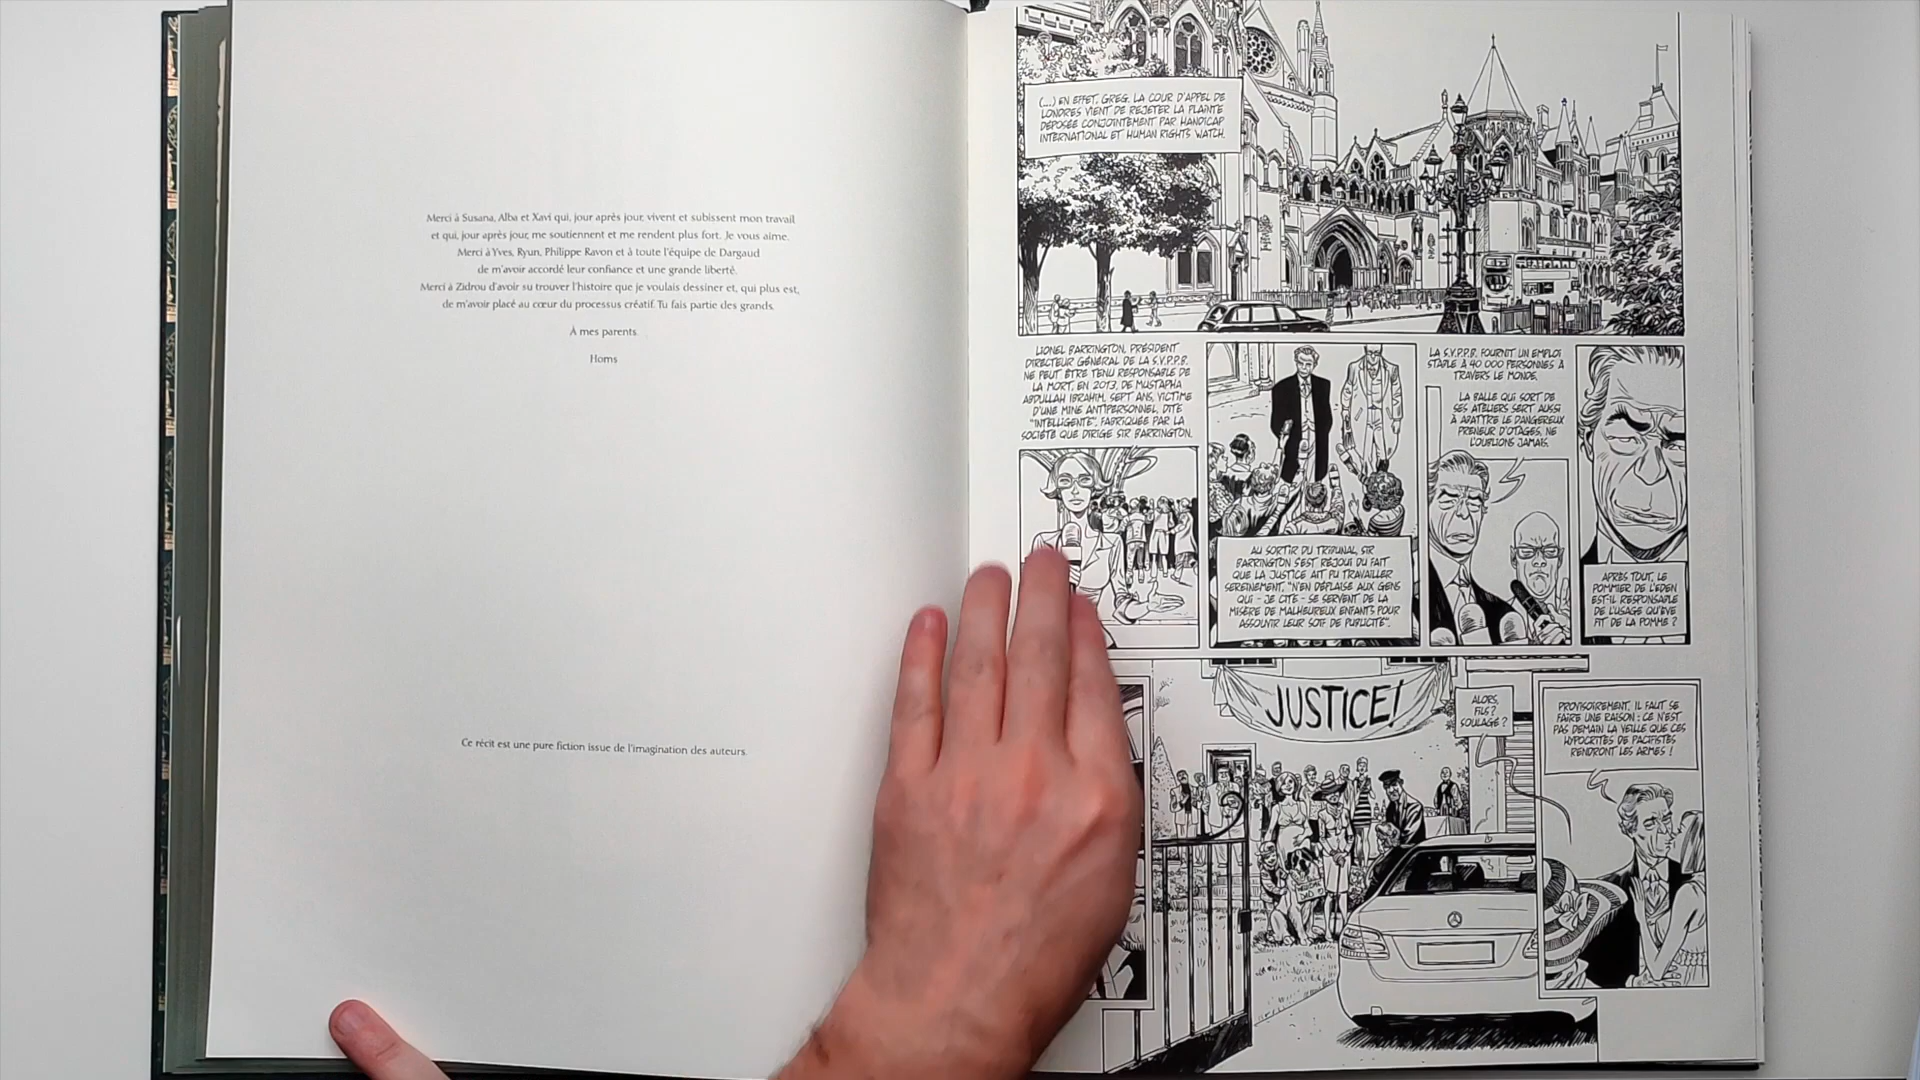 Merci à Susana, Alba et Xavi qui, jour après jour, vivent et subissent mon travail
et qui, jour après jour, me soutiennent et me rendent plus fort. Je vous aime.
Merci à Yves, Ryun, Philippe Ravon et à toute l'équipe de Dargaud
de m'avoir accordé leur confiance et une grande liberté.
Merci à Zidrou d'avoir su trouver l'histoire que je voulais dessiner et, qui plus est,
de m'avoir placé au cœur du processus créatif. Tu fais partie des grands.
À mes parents.
Homs
Ce récit est une pure fiction issue de l'imagination des auteurs.
(...) EN EFFET, GREG. LA COUR D'APPEL DE
LONDRES VIENT DE REJETER LA PLAINTE
DÉPOSÉE CONJOINTEMENT PAR HANDICAP
INTERNATIONAL ET HUMAN RIGHTS WATCH.
LIONEL BARRINGTON, PRÉSIDENT
DIRECTEUR GÉNÉRAL DE LA S.V.P.P.B.
NE PEUT ÊTRE TENU RESPONSABLE DE
LA MORT, EN 2013, DE MUSTAPHA
ABDULLAH IBRAHIM, SEPT ANS, VICTIME
D'UNE MINE ANTIPERSONNEL, DITE
"INTELLIGENTE", FABRIQUÉE PAR LA
SOCIÉTÉ QUE DIRIGE SIR BARRINGTON.
AU SORTIR DU TRIBUNAL, SIR
BARRINGTON S'EST RÉJOUI DU FAIT
QUE LA JUSTICE AIT PU TRAVAILLER
SEREINEMENT, "N'EN DÉPLAISE AUX GENS
QUI - JE CITE - SE SERVENT DE LA
MISÈRE DE MALHEUREUX ENFANTS POUR
ASSOUVIR LEUR SOIF DE PUBLICITÉ".
LA S.V.P.P.B. FOURNIT UN EMPLOI
STABLE À 40 000 PERSONNES À
TRAVERS LE MONDE.
LA BALLE QUI SORT DE
SES ATELIERS SERT AUSSI
À ABATTRE LE DANGEREUX
PRENEUR D'OTAGES, NE
L'OUBLIONS JAMAIS.
APRÈS TOUT, LE
POMMIER DE L'EDEN
EST-IL RESPONSABLE
DE L'USAGE QU'ÈVE
FIT DE LA POMME ?
JUSTICE!
ALORS,
FILS ?
SOULAGÉ ?
PROVISOIREMENT. IL FAUT SE
FAIRE UNE RAISON : CE N'EST
PAS DEMAIN LA VEILLE QUE CES
HYPOCRITES DE PACIFISTES
RENDRONT LES ARMES !